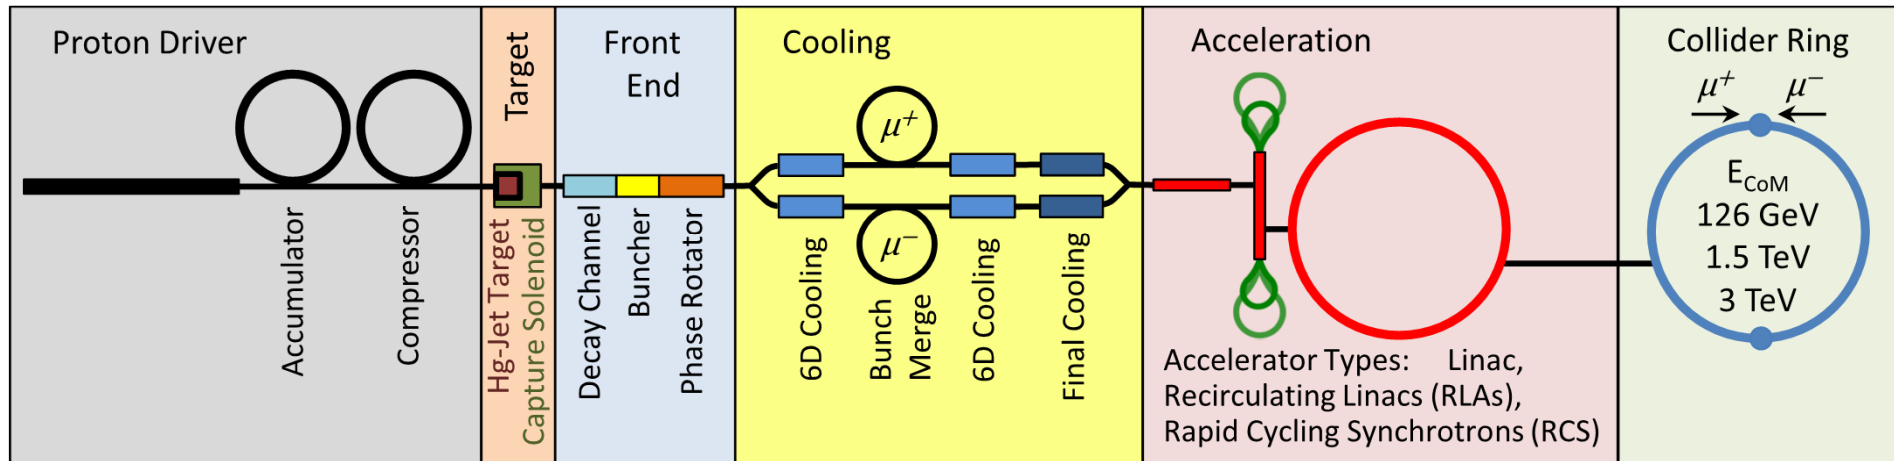 Proton Driver
Accumulator
Compressor
Target
Hg-Jet Target
Capture Solenoid
Front
End
Decay Channel
Buncher
Phase Rotator
Cooling
μ+
μ−
6D Cooling
Bunch
Merge
6D Cooling
Final Cooling
Acceleration
Accelerator Types: Linac,
Recirculating Linacs (RLAs),
Rapid Cycling Synchrotrons (RCS)
Collider Ring
μ+ μ−
ECoM
126 GeV
1.5 TeV
3 TeV